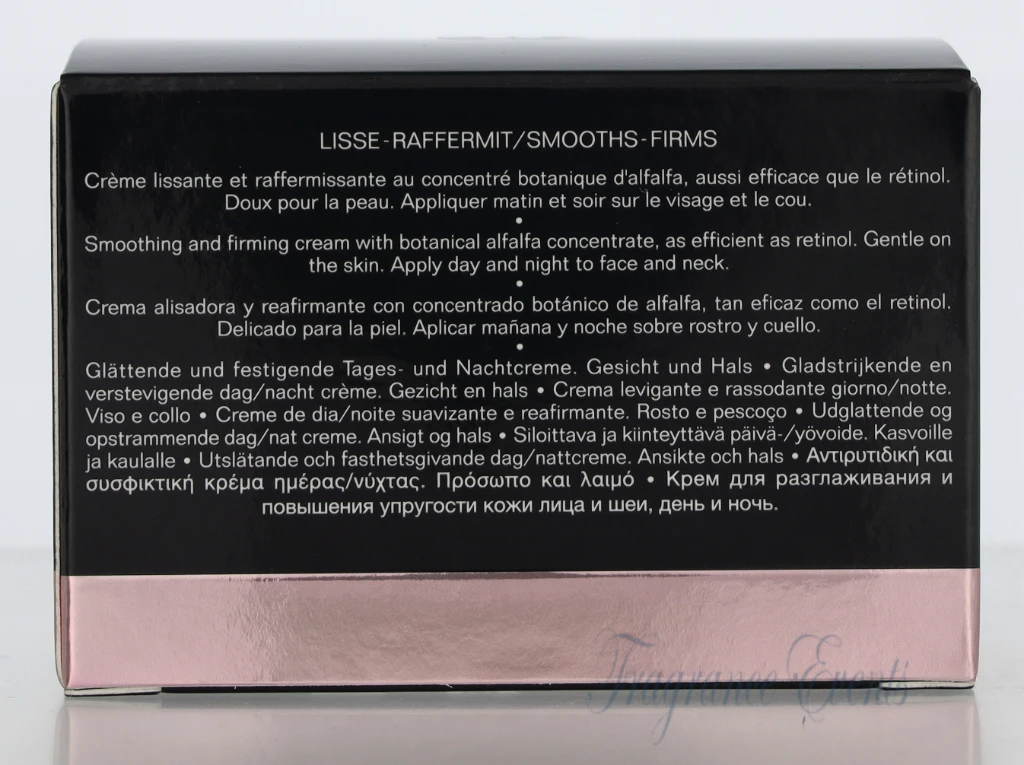 LISSE-RAFFERMIT/SMOOTHS-FIRMS
Crème lissante et raffermissante au concentré botanique d'alfalfa, aussi efficace que le rétinol.
Doux pour la peau. Appliquer matin et soir sur le visage et le cou.
•
Smoothing and firming cream with botanical alfalfa concentrate, as efficient as retinol. Gentle on
the skin. Apply day and night to face and neck.
•
Crema alisadora y reafirmante con concentrado botánico de alfalfa, tan eficaz como el retinol.
Delicado para la piel. Aplicar mañana y noche sobre rostro y cuello.
•
Glättende und festigende Tages- und Nachtcreme. Gesicht und Hals • Gladstrijkende en
verstevigende dag/nacht crème. Gezicht en hals • Crema levigante e rassodante giorno/notte.
Viso e collo • Creme de dia/noite suavizante e reafirmante. Rosto e pescoço • Udglattende og
opstrammende dag/nat creme. Ansigt og hals • Siloittava ja kiinteyttävä päivä-/yövoide. Kasvoille
ja kaulalle • Utslätande och fasthetsgivande dag/nattcreme. Ansikte och hals • Αντιρυτιδική και
συσφικτική κρέμα ημέρας/νύχτας. Πρόσωπο και λαιμό • Крем для разглаживания и
повышения упругости кожи лица и шеи, день и ночь.
Fragrance Events